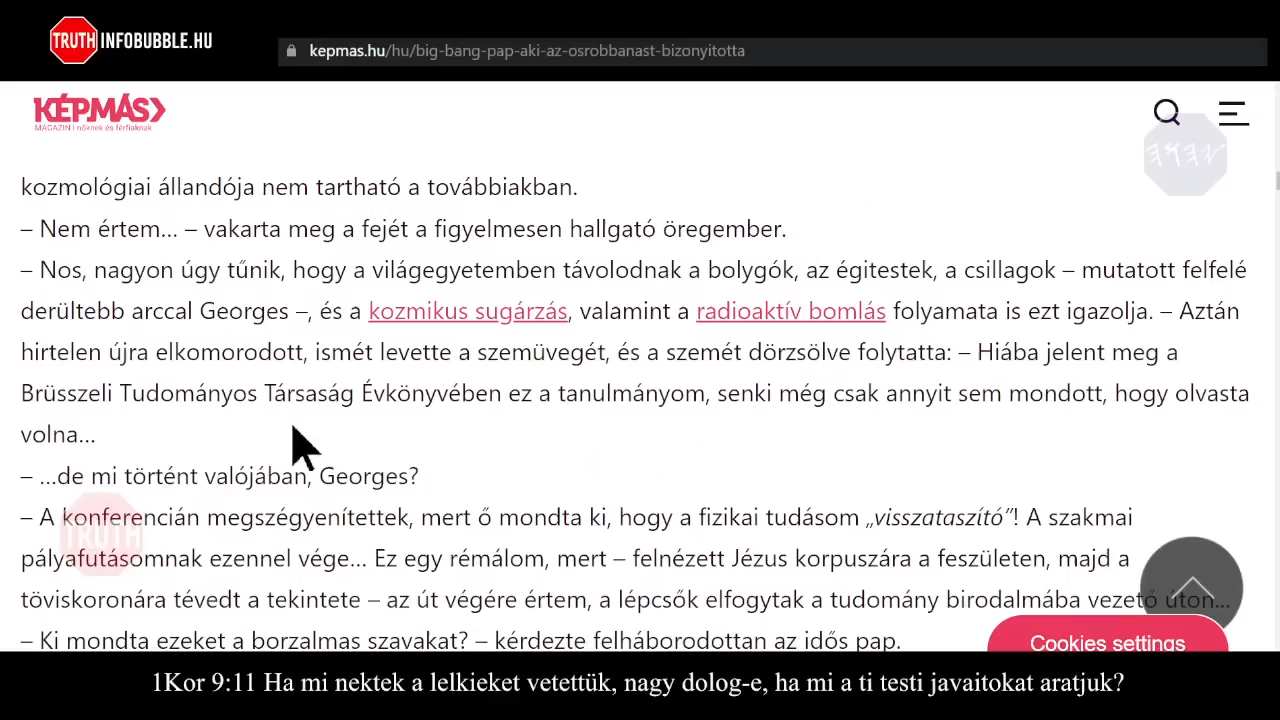 TRUTH INFOBUBBLE.HU
kepmas.hu/hu/big-bang-pap-aki-az-osrobbanast-bizonyitotta
KÉPMÁS
MAGAZIN | nőknek és férfiaknak
kozmológiai állandója nem tartható a továbbiakban.
– Nem értem… – vakarta meg a fejét a figyelmesen hallgató öregember.
– Nos, nagyon úgy tűnik, hogy a világegyetemben távolodnak a bolygók, az égitestek, a csillagok – mutatott felfelé
derültebb arccal Georges –, és a kozmikus sugárzás, valamint a radioaktív bomlás folyamata is ezt igazolja. – Aztán
hirtelen újra elkomorodott, ismét levette a szemüvegét, és a szemét dörzsölve folytatta: – Hiába jelent meg a
Brüsszeli Tudományos Társaság Évkönyvében ez a tanulmányom, senki még csak annyit sem mondott, hogy olvasta
volna…
– …de mi történt valójában, Georges?
– A konferencián megszégyenítettek, mert ő mondta ki, hogy a fizikai tudásom „visszataszító”! A szakmai
pályafutásomnak ezennel vége… Ez egy rémálom, mert – felnézett Jézus korpuszára a feszületen, majd a
töviskoronára tévedt a tekintete – az út végére értem, a lépcsők elfogytak a tudomány birodalmába vezető úton…
– Ki mondta ezeket a borzalmas szavakat? – kérdezte felháborodottan az idős pap.
TRUTH
Cookies settings
1Kor 9:11 Ha mi nektek a lelkieket vetettük, nagy dolog-e, ha mi a ti testi javaitokat aratjuk?